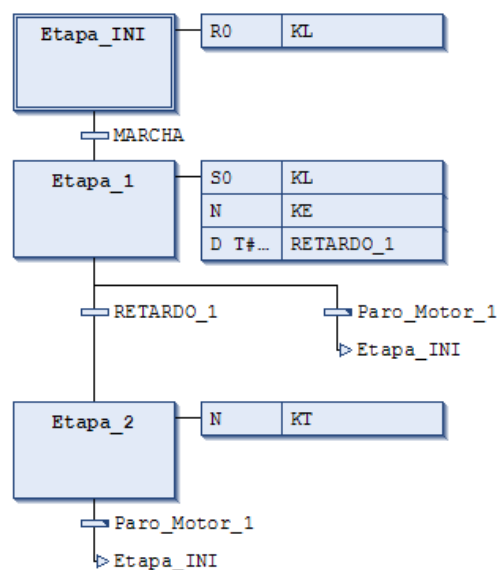 Etapa_INI R0 KL
MARCHA
Etapa_1 S0 KL
N KE
D T#... RETARDO_1
RETARDO_1 Paro_Motor_1
Etapa_INI
Etapa_2 N KT
Paro_Motor_1
Etapa_INI